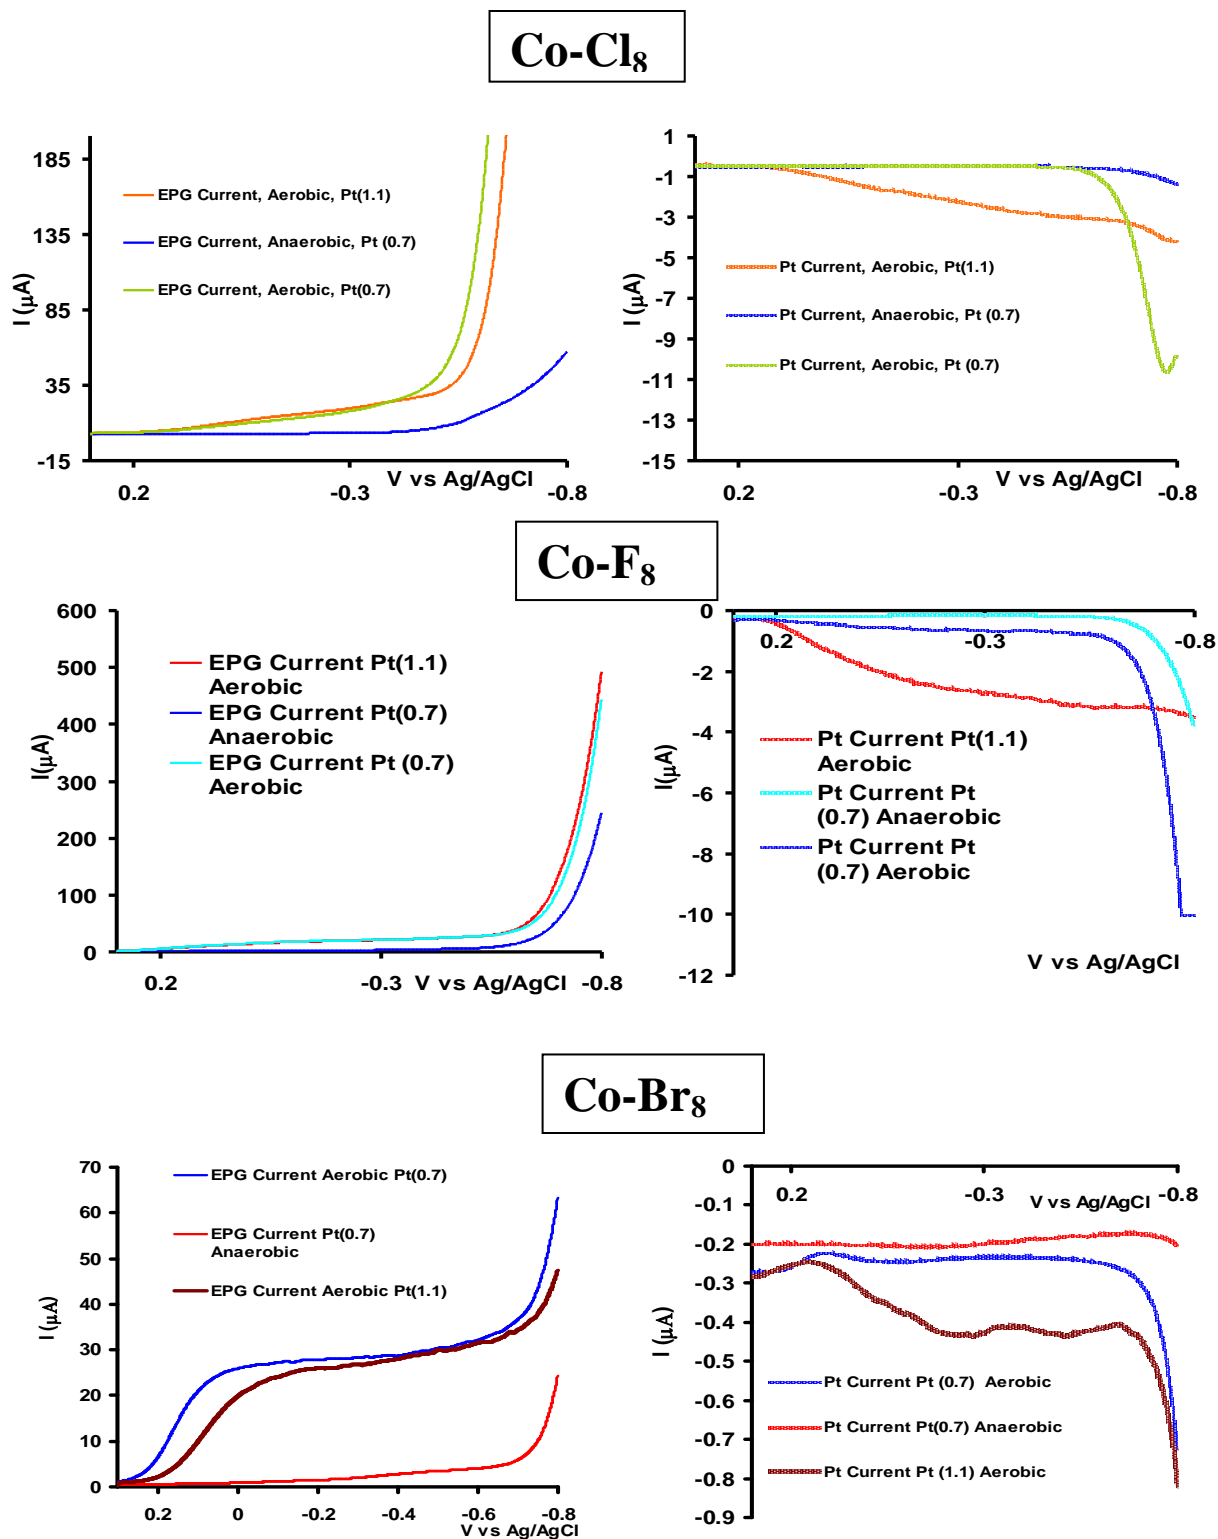 Co-Cl8
185
135
85
35
-15
I (μA)
EPG Current, Aerobic, Pt(1.1)
EPG Current, Anaerobic, Pt (0.7)
EPG Current, Aerobic, Pt(0.7)
V vs Ag/AgCl
0.2
-0.3
-0.8
1
-1
-3
-5
-7
-9
-11
-13
-15
I (μA)
Pt Current, Aerobic, Pt(1.1)
Pt Current, Anaerobic, Pt (0.7)
Pt Current, Aerobic, Pt (0.7)
V vs Ag/AgCl
0.2
-0.3
-0.8
Co-F8
600
500
400
300
200
100
0
I(μA)
EPG Current Pt(1.1)
Aerobic
EPG Current Pt(0.7)
Anaerobic
EPG Current Pt (0.7)
Aerobic
0.2
-0.3
V vs Ag/AgCl
-0.8
0
-2
-4
-6
-8
-10
-12
I(μA)
0.2
-0.3
-0.8
Pt Current Pt(1.1)
Aerobic
Pt Current Pt
(0.7) Anaerobic
Pt Current Pt
(0.7) Aerobic
V vs Ag/AgCl
Co-Br8
70
60
50
40
30
20
10
0
I (μA)
EPG Current Aerobic Pt(0.7)
EPG Current Pt(0.7)
Anaerobic
EPG Current Aerobic Pt(1.1)
0.2
0
-0.2
-0.4
-0.6
-0.8
V vs Ag/AgCl
0
-0.1
-0.2
-0.3
-0.4
-0.5
-0.6
-0.7
-0.8
-0.9
I (μA)
0.2
-0.3
-0.8
V vs Ag/AgCl
Pt Current Pt (0.7) Aerobic
Pt Current Pt(0.7) Anaerobic
Pt Current Pt (1.1) Aerobic